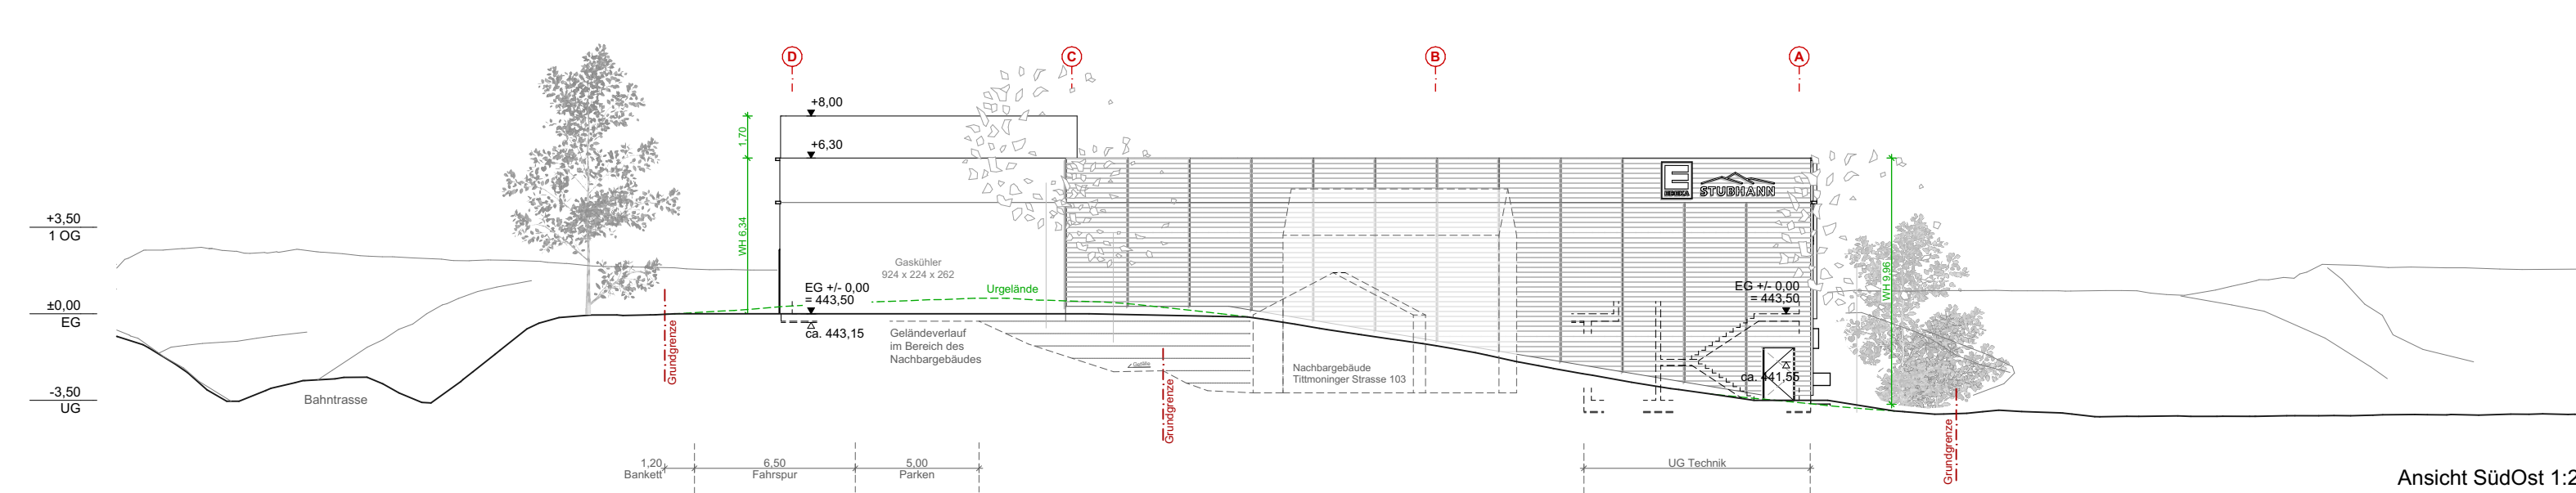 D
C
B
A
+8,00
1,70
+6,30
E
EDEKA
STUBHANN
+3,50
1 OG
WH 6,34
Gaskühler
924 x 224 x 262
WH 9,96
EG +/- 0,00
= 443,50
Urgelände
EG +/- 0,00
= 443,50
±0,00
EG
ca. 443,15
Geländeverlauf
im Bereich des
Nachbargebäudes
Grundgrenze
Nachbargebäude
Tittmoninger Strasse 103
ca. 441,55
-3,50
UG
Bahntrasse
Grundgrenze
Grundgrenze
1,20
Bankett
6,50
Fahrspur
5,00
Parken
UG Technik
Ansicht SüdOst 1:2